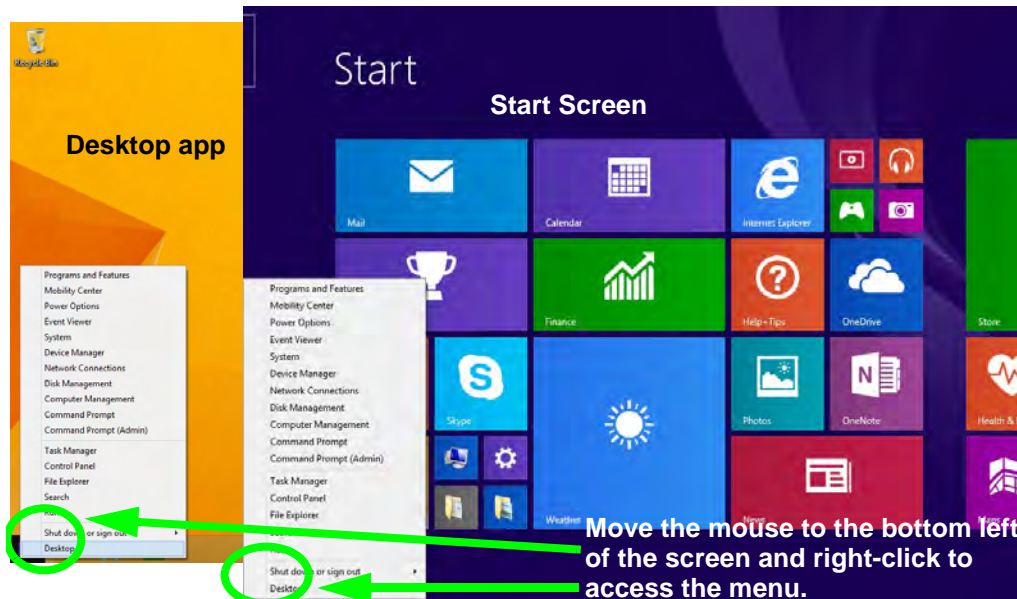 Recycle Bin
Desktop app
Programs and Features
Mobility Center
Power Options
Event Viewer
System
Device Manager
Network Connections
Disk Management
Computer Management
Command Prompt
Command Prompt (Admin)
Task Manager
Control Panel
File Explorer
Search
Shut down or sign out
Desktop
Start
Start Screen
Mail
Calendar
Internet Explorer
Finance
Help+Tips
OneDrive
Store
Skype
Photos
OneNote
Health &
Weather
News
Programs and Features
Mobility Center
Power Options
Event Viewer
System
Device Manager
Network Connections
Disk Management
Computer Management
Command Prompt
Command Prompt (Admin)
Task Manager
Control Panel
File Explorer
Shut down or sign out
Desktop
Move the mouse to the bottom left
of the screen and right-click to
access the menu.